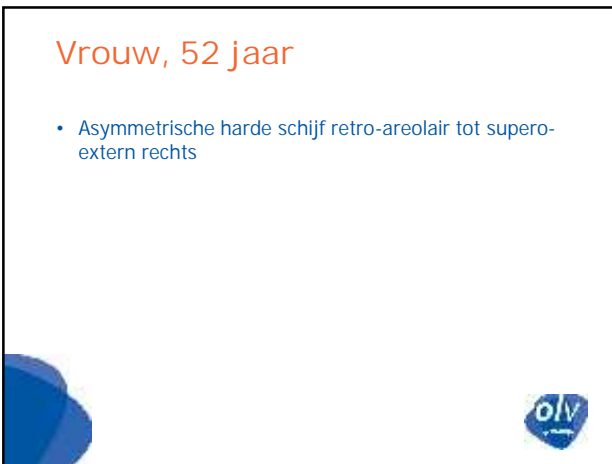 Vrouw, 52 jaar
• Asymmetrische harde schijf retro-areolair tot supero-
extern rechts
olv